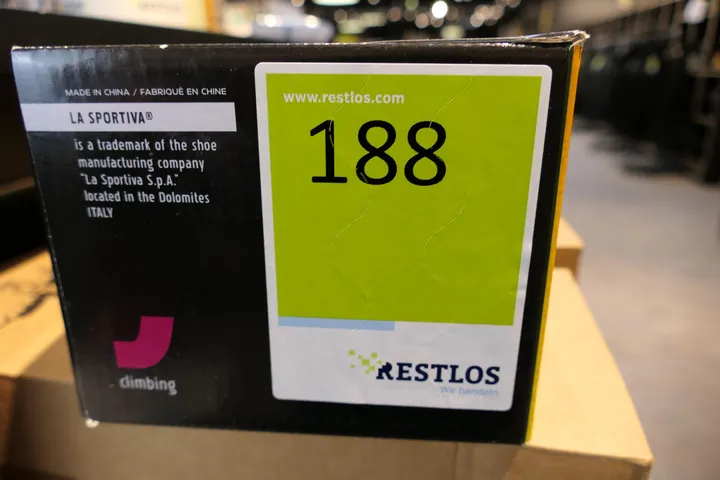 MADE IN CHINA / FABRIQUÉ EN CHINE
LA SPORTIVA®
is a trademark of the shoe
manufacturing company
"La Sportiva S.p.A."
located in the Dolomites
ITALY
climbing
www.restlos.com
188
RESTLOS
Wir handeln.